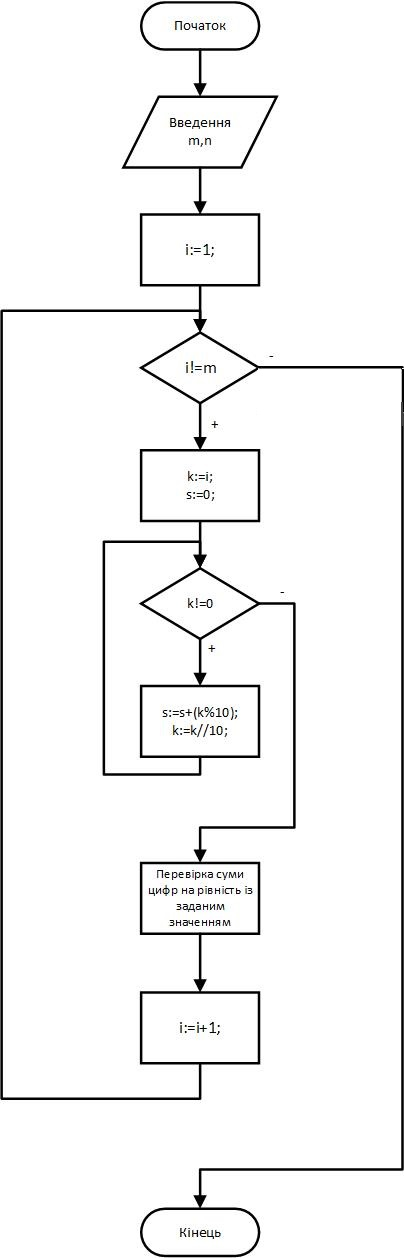 Початок
Введення
m,n
i:=1;
i!=m
-
+
k:=i;
s:=0;
k!=0
-
+
s:=s+(k%10);
k:=k//10;
Перевірка суми
цифр на рівність із
заданим
значенням
i:=i+1;
Кінець